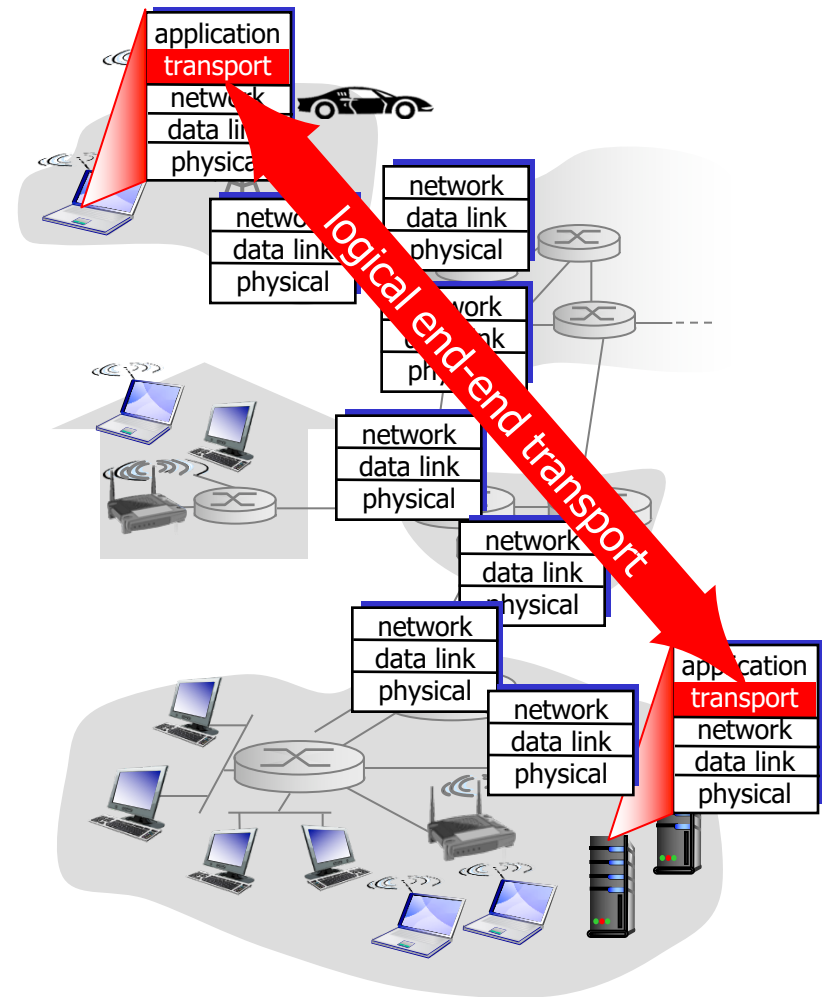 application
transport
network
data link
physical
network
data link
physical
network
data link
physical
logical end-end transport
network
network
data link
physical
network
data link
physical
network
data link
physical
network
data link
physical
application
transport
network
data link
physical